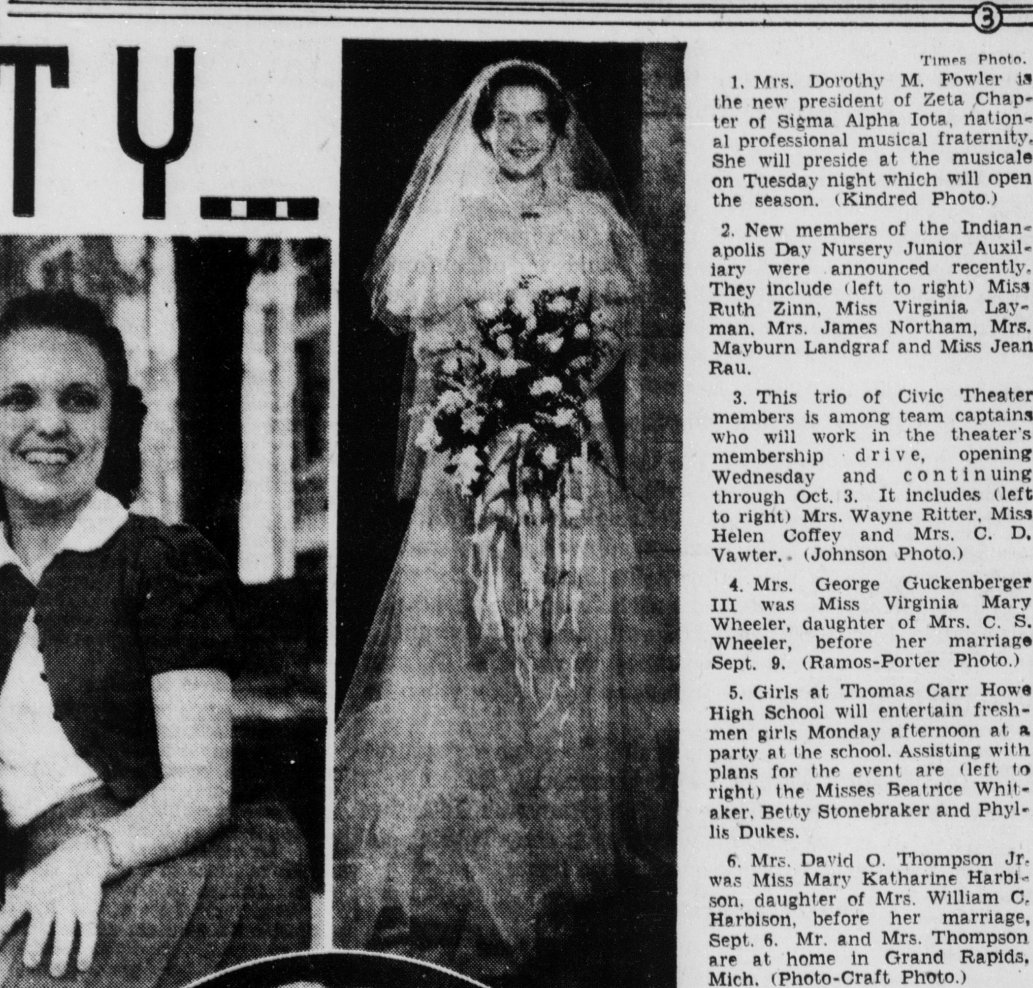 3
TY
Times Photo.
1. Mrs. Dorothy M. Fowler is
the new president of Zeta Chap-
ter of Sigma Alpha Iota, nation-
al professional musical fraternity.
She will preside at the musicale
on Tuesday night which will open
the season. (Kindred Photo.)
2. New members of the Indian-
apolis Day Nursery Junior Auxil-
iary were announced recently.
They include (left to right) Miss
Ruth Zinn, Miss Virginia Lay-
man, Mrs. James Northam, Mrs.
Mayburn Landgraf and Miss Jean
Rau.
3. This trio of Civic Theater
members is among team captains
who will work in the theater's
membership drive, opening
Wednesday and continuing
through Oct. 3. It includes (left
to right) Mrs. Wayne Ritter, Miss
Helen Coffey and Mrs. C. D.
Vawter. (Johnson Photo.)
4. Mrs. George Guckenberger
III was Miss Virginia Mary
Wheeler, daughter of Mrs. C. S.
Wheeler, before her marriage
Sept. 9. (Ramos-Porter Photo.)
5. Girls at Thomas Carr Howe
High School will entertain fresh-
men girls Monday afternoon at a
party at the school. Assisting with
plans for the event are (left to
right) the Misses Beatrice Whit-
aker, Betty Stonebraker and Phyl-
lis Dukes.
6. Mrs. David O. Thompson Jr.
was Miss Mary Katharine Harbi-
son, daughter of Mrs. William C.
Harbison, before her marriage,
Sept. 6. Mr. and Mrs. Thompson
are at home in Grand Rapids,
Mich. (Photo-Craft Photo.)